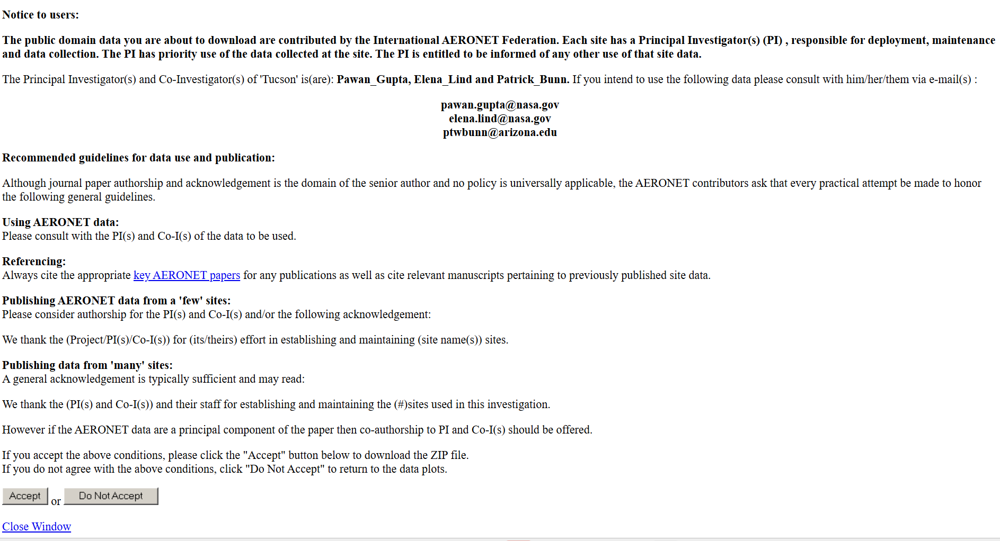 Notice to users:
The public domain data you are about to download are contributed by the International AERONET Federation. Each site has a Principal Investigator(s) (PI) , responsible for deployment, maintenance
and data collection. The PI has priority use of the data collected at the site. The PI is entitled to be informed of any other use of that site data.
The Principal Investigator(s) and Co-Investigator(s) of 'Tucson' is(are): Pawan_Gupta, Elena_Lind and Patrick_Bunn. If you intend to use the following data please consult with him/her/them via e-mail(s) :
pawan.gupta@nasa.gov
elena.lind@nasa.gov
ptwbunn@arizona.edu
Recommended guidelines for data use and publication:
Although journal paper authorship and acknowledgement is the domain of the senior author and no policy is universally applicable, the AERONET contributors ask that every practical attempt be made to honor
the following general guidelines.
Using AERONET data:
Please consult with the PI(s) and Co-I(s) of the data to be used.
Referencing:
Always cite the appropriate key AERONET papers for any publications as well as cite relevant manuscripts pertaining to previously published site data.
Publishing AERONET data from a 'few' sites:
Please consider authorship for the PI(s) and Co-I(s) and/or the following acknowledgement:
We thank the (Project/PI(s)/Co-I(s)) for (its/theirs) effort in establishing and maintaining (site name(s)) sites.
Publishing data from 'many' sites:
A general acknowledgement is typically sufficient and may read:
We thank the (PI(s) and Co-I(s)) and their staff for establishing and maintaining the (#)sites used in this investigation.
However if the AERONET data are a principal component of the paper then co-authorship to PI and Co-I(s) should be offered.
If you accept the above conditions, please click the "Accept" button below to download the ZIP file.
If you do not agree with the above conditions, click "Do Not Accept" to return to the data plots.
Accept or Do Not Accept
Close Window